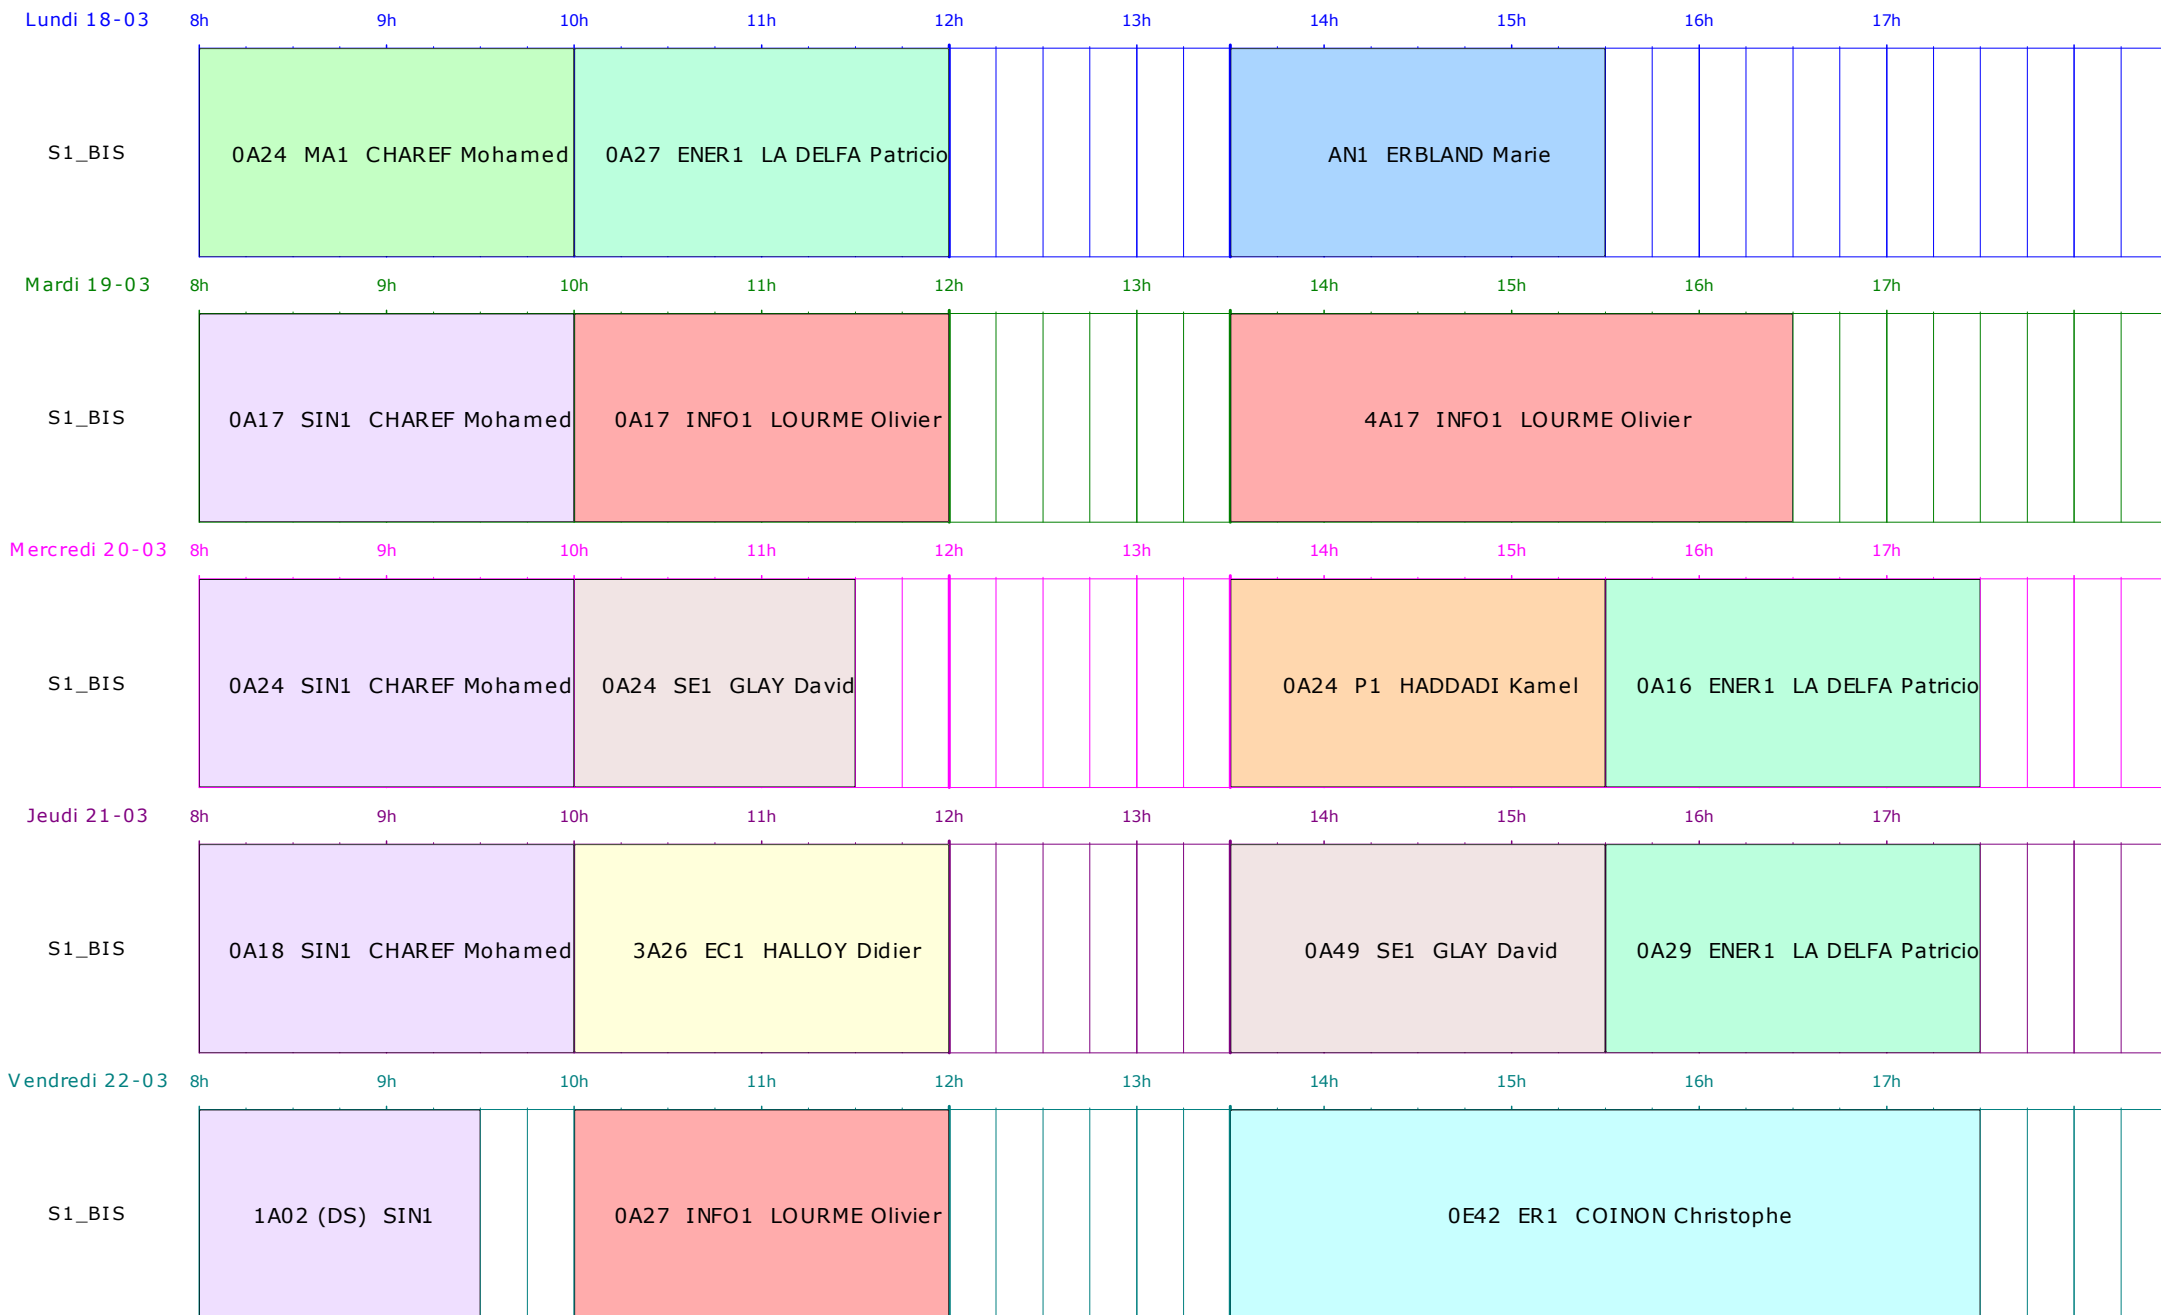 Lundi 18-03 8h 9h 10h 11h 12h 13h 14h 15h 16h 17h
S1_BIS 0A24 MA1 CHAREF Mohamed 0A27 ENER1 LA DELFA Patricio AN1 ERBLAND Marie
Mardi 19-03 8h 9h 10h 11h 12h 13h 14h 15h 16h 17h
S1_BIS 0A17 SIN1 CHAREF Mohamed 0A17 INFO1 LOURME Olivier 4A17 INFO1 LOURME Olivier
Mercredi 20-03 8h 9h 10h 11h 12h 13h 14h 15h 16h 17h
S1_BIS 0A24 SIN1 CHAREF Mohamed 0A24 SE1 GLAY David 0A24 P1 HADDADI Kamel 0A16 ENER1 LA DELFA Patricio
Jeudi 21-03 8h 9h 10h 11h 12h 13h 14h 15h 16h 17h
S1_BIS 0A18 SIN1 CHAREF Mohamed 3A26 EC1 HALLOY Didier 0A49 SE1 GLAY David 0A29 ENER1 LA DELFA Patricio
Vendredi 22-03 8h 9h 10h 11h 12h 13h 14h 15h 16h 17h
S1_BIS 1A02 (DS) SIN1 0A27 INFO1 LOURME Olivier 0E42 ER1 COINON Christophe